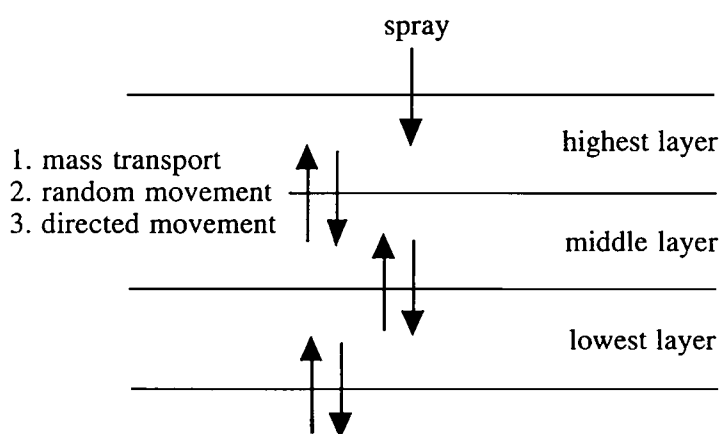 spray
highest layer
1. mass transport
2. random movement
3. directed movement
middle layer
lowest layer